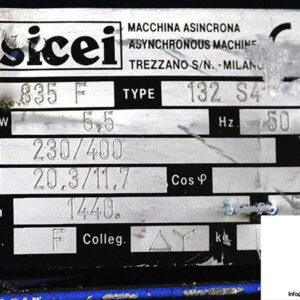 sicei
MACCHINA ASINCRONA
ASYNCHRONOUS MACHINE
TREZZANO S/N. - MILANO
835 F TYPE 132 S4
W 5,5 Hz 50
230/400
20,3/11,7 Cos φ
1440.
F Colleg. ΔY